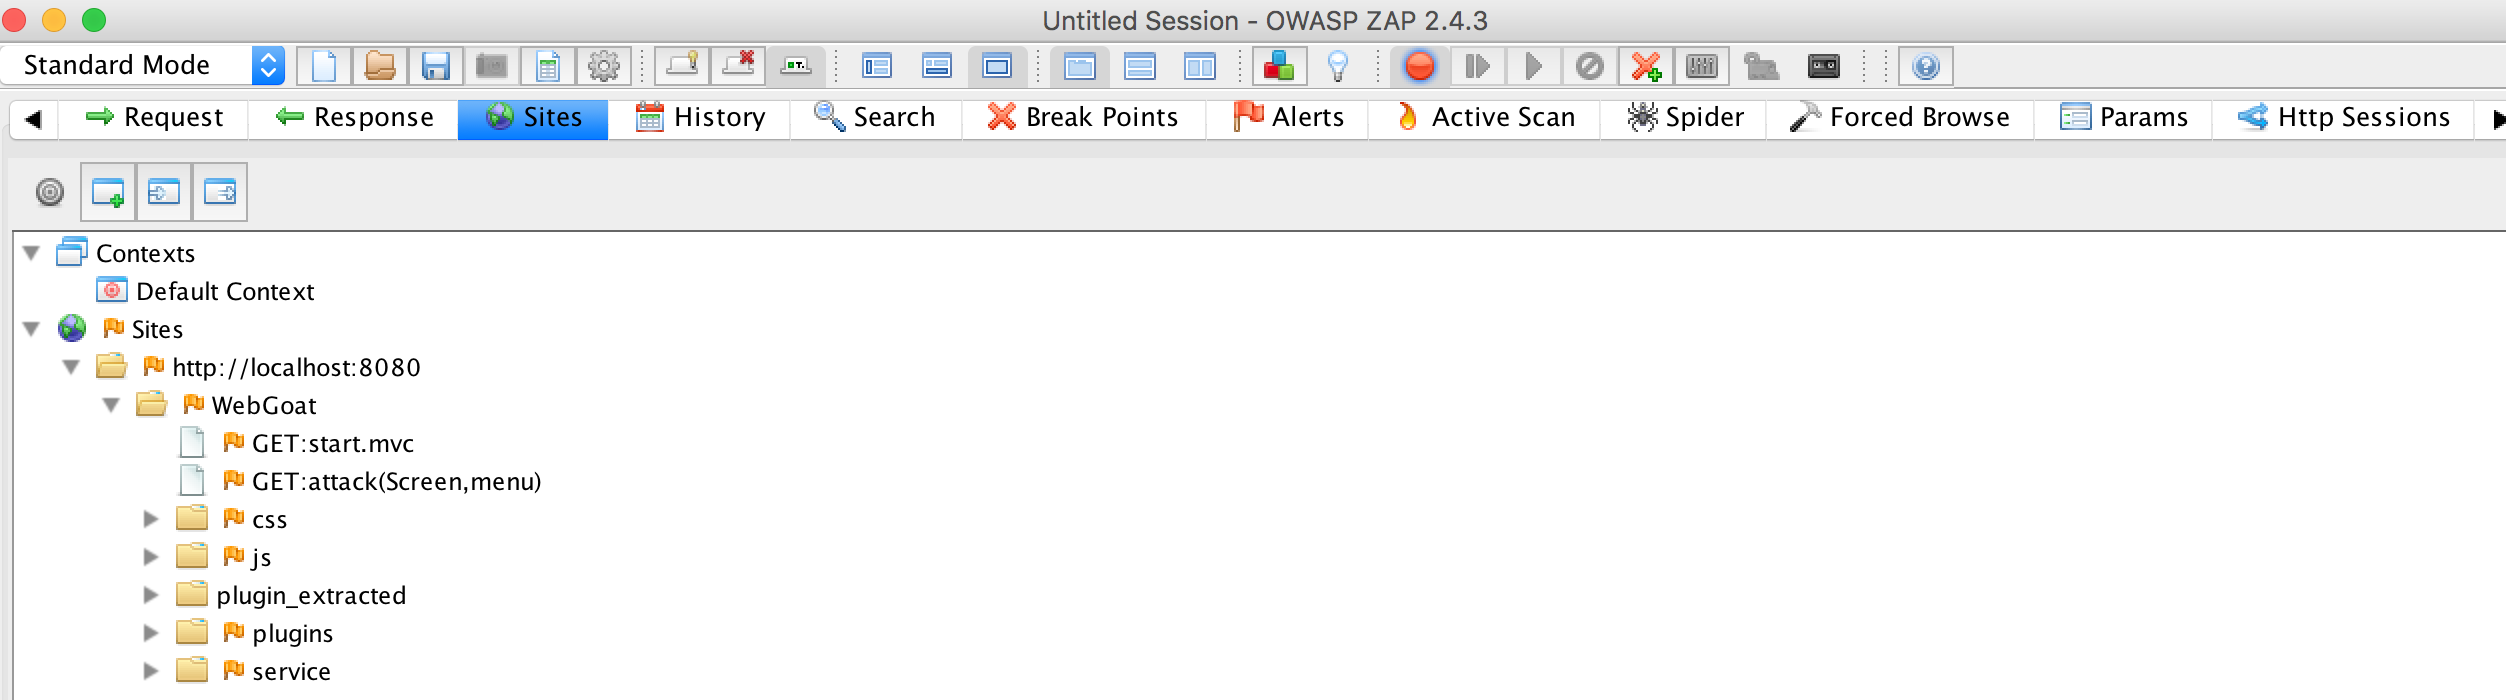 Untitled Session - OWASP ZAP 2.4.3
Standard Mode
Request Response Sites History Search Break Points Alerts Active Scan Spider Forced Browse Params Http Sessions
Contexts
Default Context
Sites
http://localhost:8080
WebGoat
GET:start.mvc
GET:attack(Screen,menu)
css
js
plugin_extracted
plugins
service